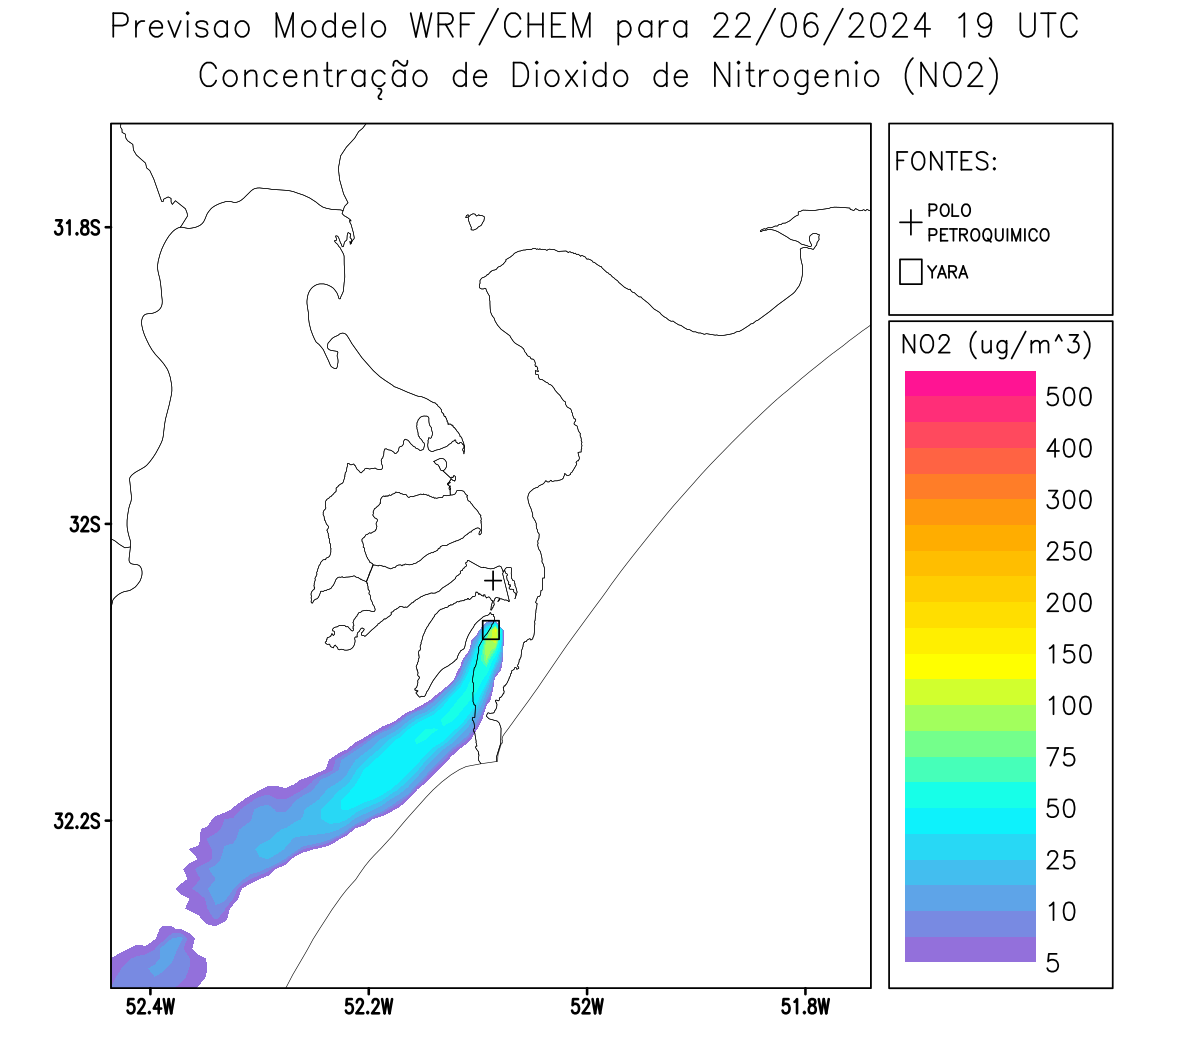 Previsao Modelo WRF/CHEM para 22/06/2024 19 UTC
Concentração de Dioxido de Nitrogenio (NO2)
FONTES:
POLO
PETROQUIMICO
YARA
NO2 (ug/m^3)
500
400
300
250
200
150
100
75
50
25
10
5
31.8S
32S
32.2S
52.4W
52.2W
52W
51.8W